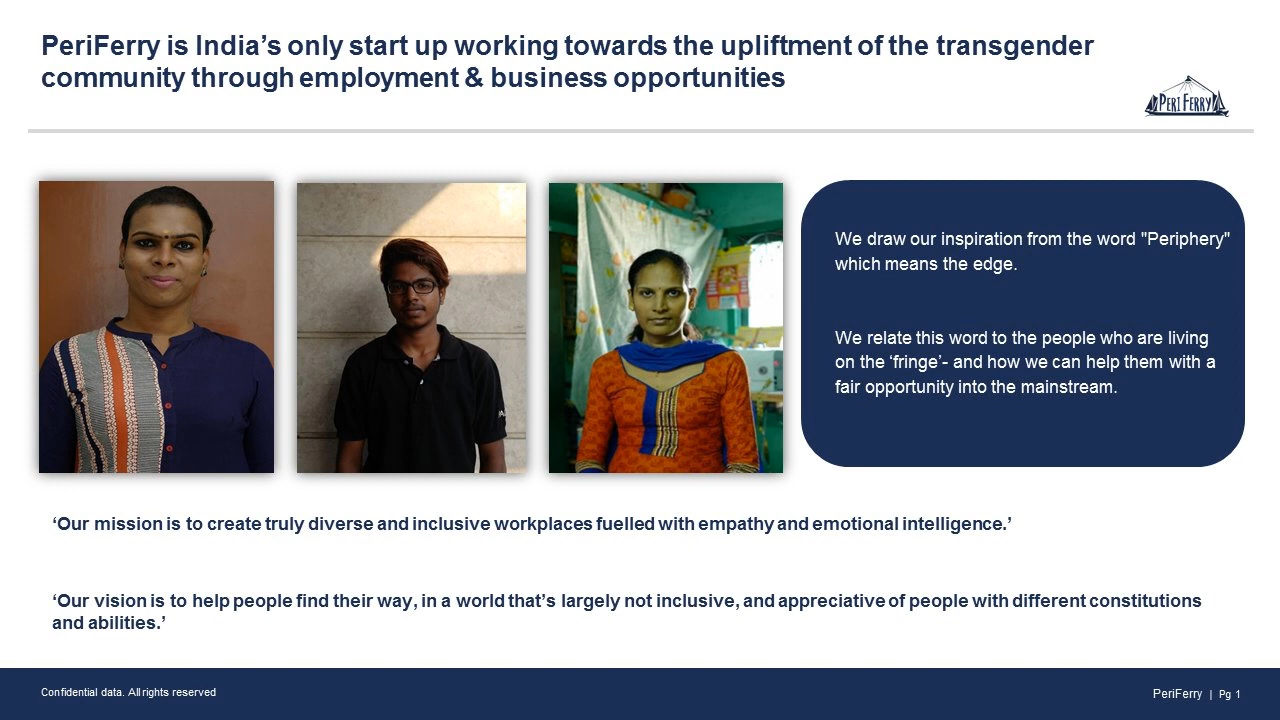 PeriFerry is India’s only start up working towards the upliftment of the transgender
community through employment & business opportunities
PERI FERRY
We draw our inspiration from the word "Periphery"
which means the edge.
We relate this word to the people who are living
on the ‘fringe’- and how we can help them with a
fair opportunity into the mainstream.
‘Our mission is to create truly diverse and inclusive workplaces fuelled with empathy and emotional intelligence.’
‘Our vision is to help people find their way, in a world that’s largely not inclusive, and appreciative of people with different constitutions
and abilities.’
Confidential data. All rights reserved
PeriFerry | Pg 1